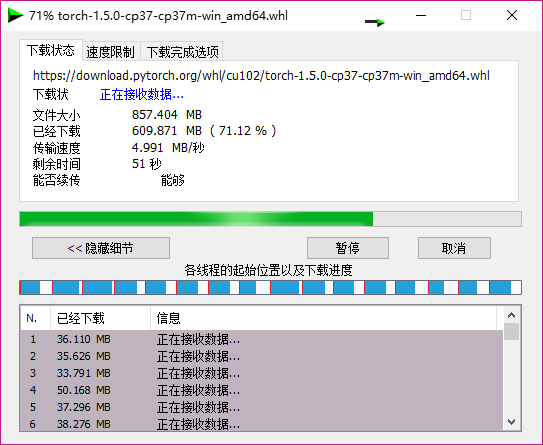 71% torch-1.5.0-cp37-cp37m-win_amd64.whl
下载状态 速度限制 下载完成选项
https://download.pytorch.org/whl/cu102/torch-1.5.0-cp37-cp37m-win_amd64.whl
下载状 正在接收数据...
文件大小 857.404 MB
已经下载 609.871 MB ( 71.12 % )
传输速度 4.991 MB/秒
剩余时间 51 秒
能否续传 能够
<< 隐藏细节 暂停 取消
各线程的起始位置以及下载进度
N. 已经下载 信息
1 36.110 MB 正在接收数据...
2 35.626 MB 正在接收数据...
3 33.791 MB 正在接收数据...
4 50.168 MB 正在接收数据...
5 37.296 MB 正在接收数据...
6 38.276 MB 正在接收数据...